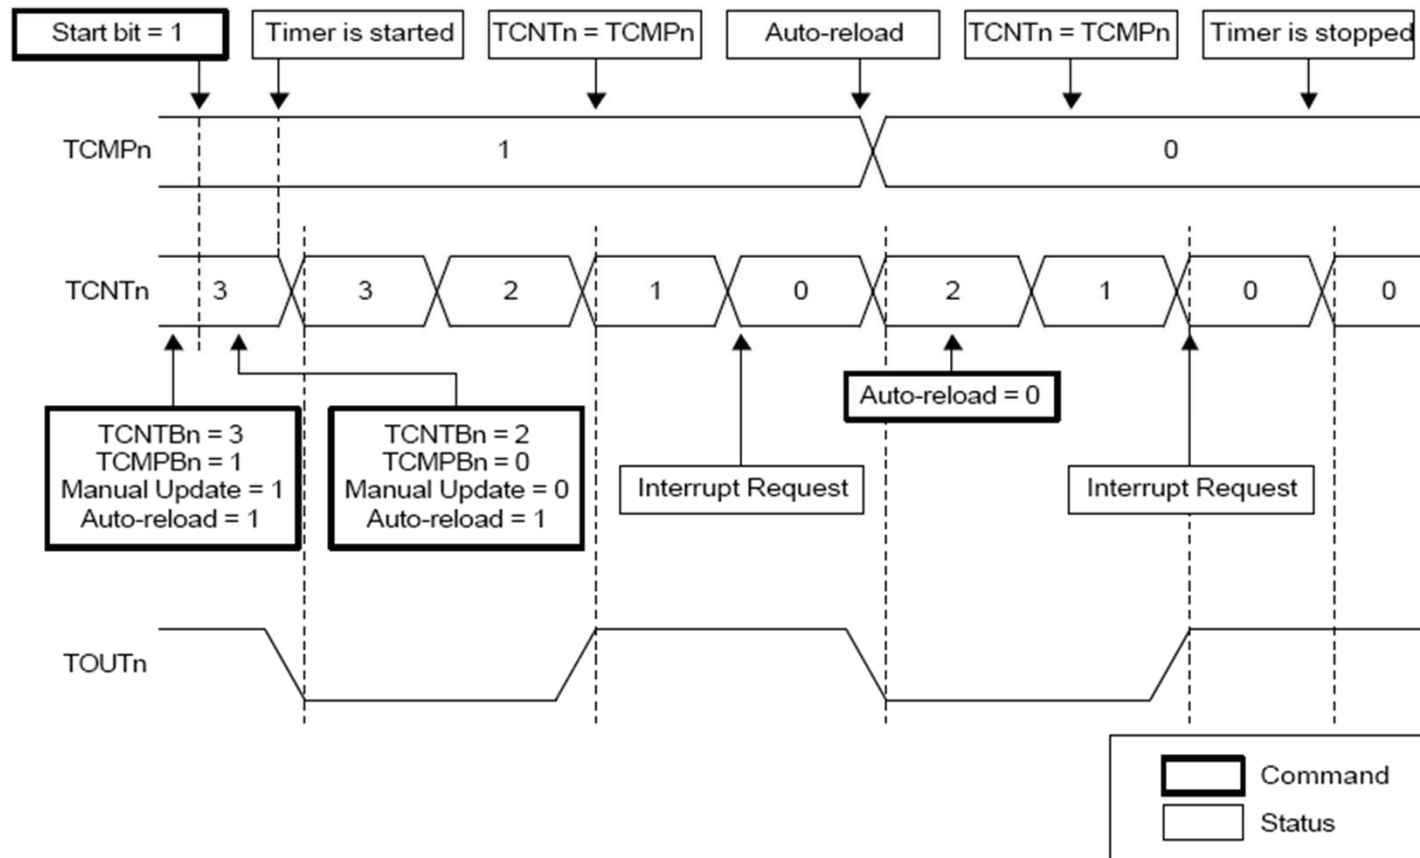 Start bit = 1
Timer is started
TCNTn = TCMPn
Auto-reload
TCNTn = TCMPn
Timer is stopped
TCMPn
1
0
TCNTn
3
3
2
1
0
2
1
0
0
Auto-reload = 0
TCNTBn = 3
TCMPBn = 1
Manual Update = 1
Auto-reload = 1
TCNTBn = 2
TCMPBn = 0
Manual Update = 0
Auto-reload = 1
Interrupt Request
Interrupt Request
TOUTn
Command
Status